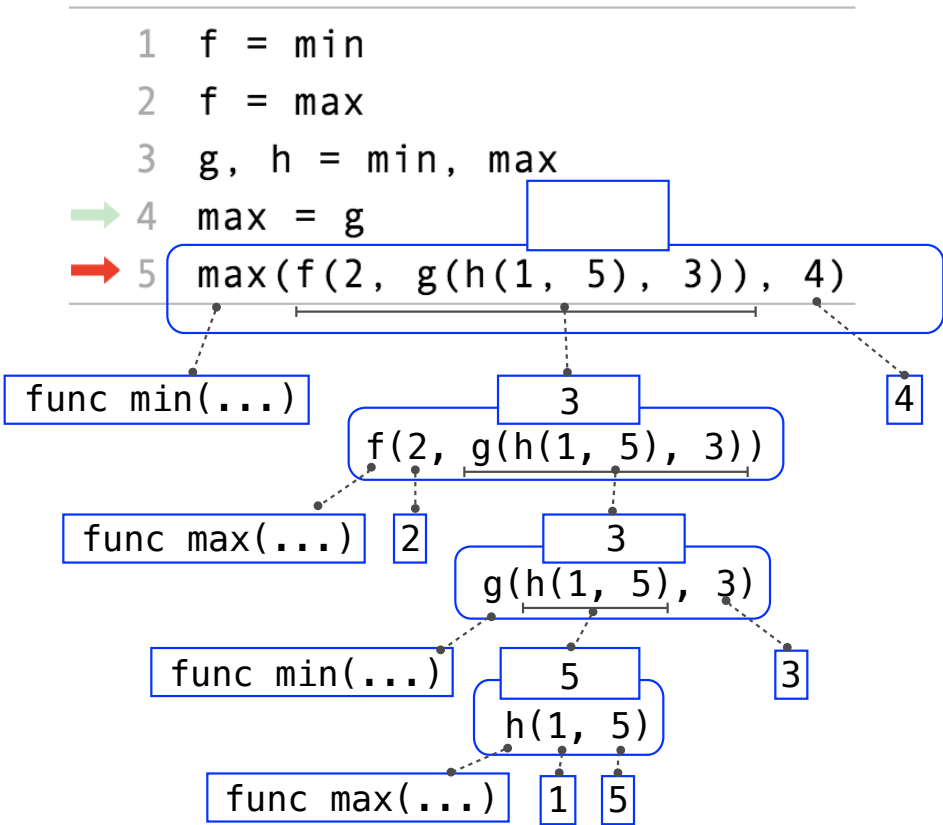 1 f = min
2 f = max
3 g, h = min, max
4 max = g
5 max(f(2, g(h(1, 5), 3)), 4)
func min(...)
3
4
f(2, g(h(1, 5), 3))
func max(...)
2
3
g(h(1, 5), 3)
func min(...)
5
3
h(1, 5)
func max(...)
1
5